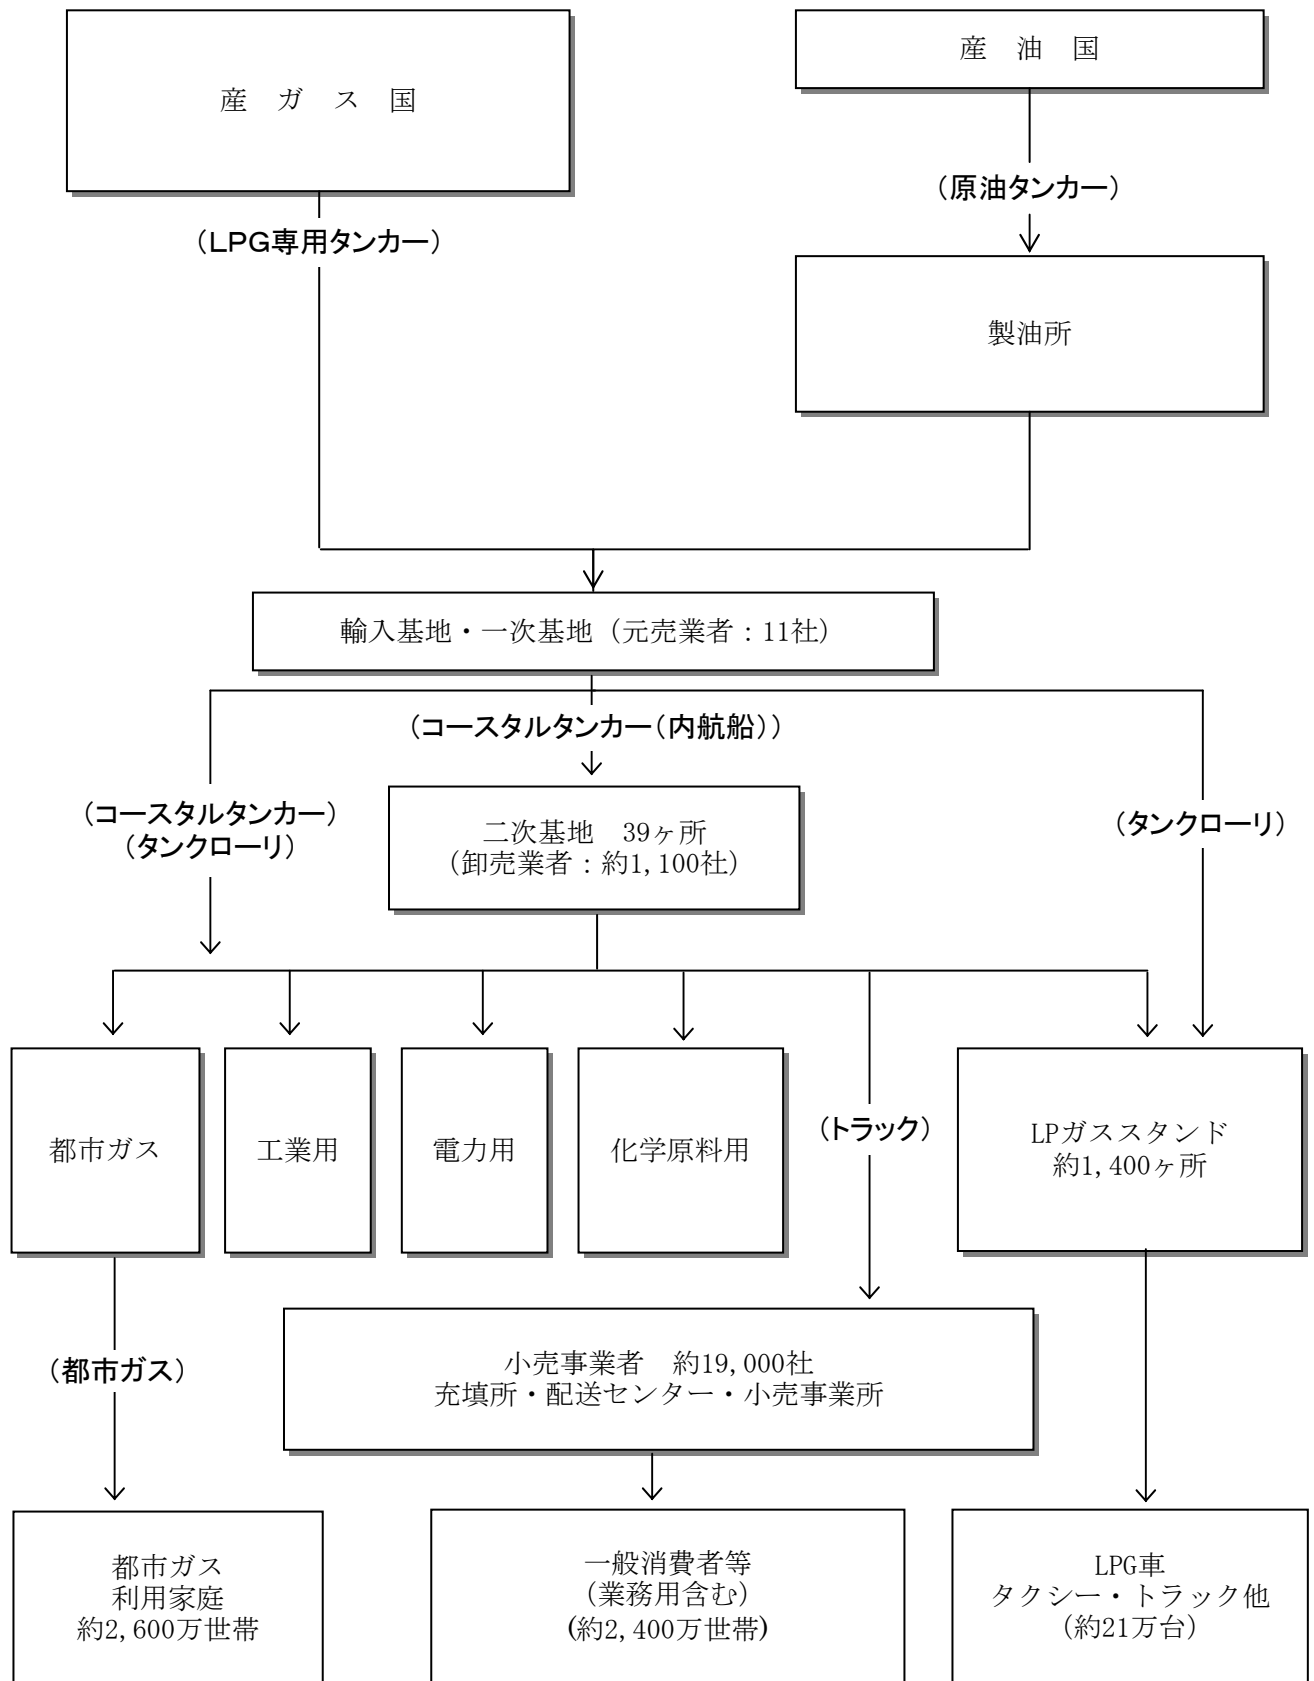 産　ガ　ス　国
産　油　国
（原油タンカー）
（LPG専用タンカー）
製油所
輸入基地・一次基地（元売業者：11社）
（コースタルタンカー（内航船））
（コースタルタンカー）
（タンクローリ）
二次基地　39ヶ所
（卸売業者：約1,100社）
（タンクローリ）
都市ガス
工業用
電力用
化学原料用
（トラック）
LPガススタンド
約1,400ヶ所
（都市ガス）
小売事業者　約19,000社
充填所・配送センター・小売事業所
都市ガス
利用家庭
約2,600万世帯
一般消費者等
（業務用含む）
(約2,400万世帯)
LPG車
タクシー・トラック他
（約21万台）